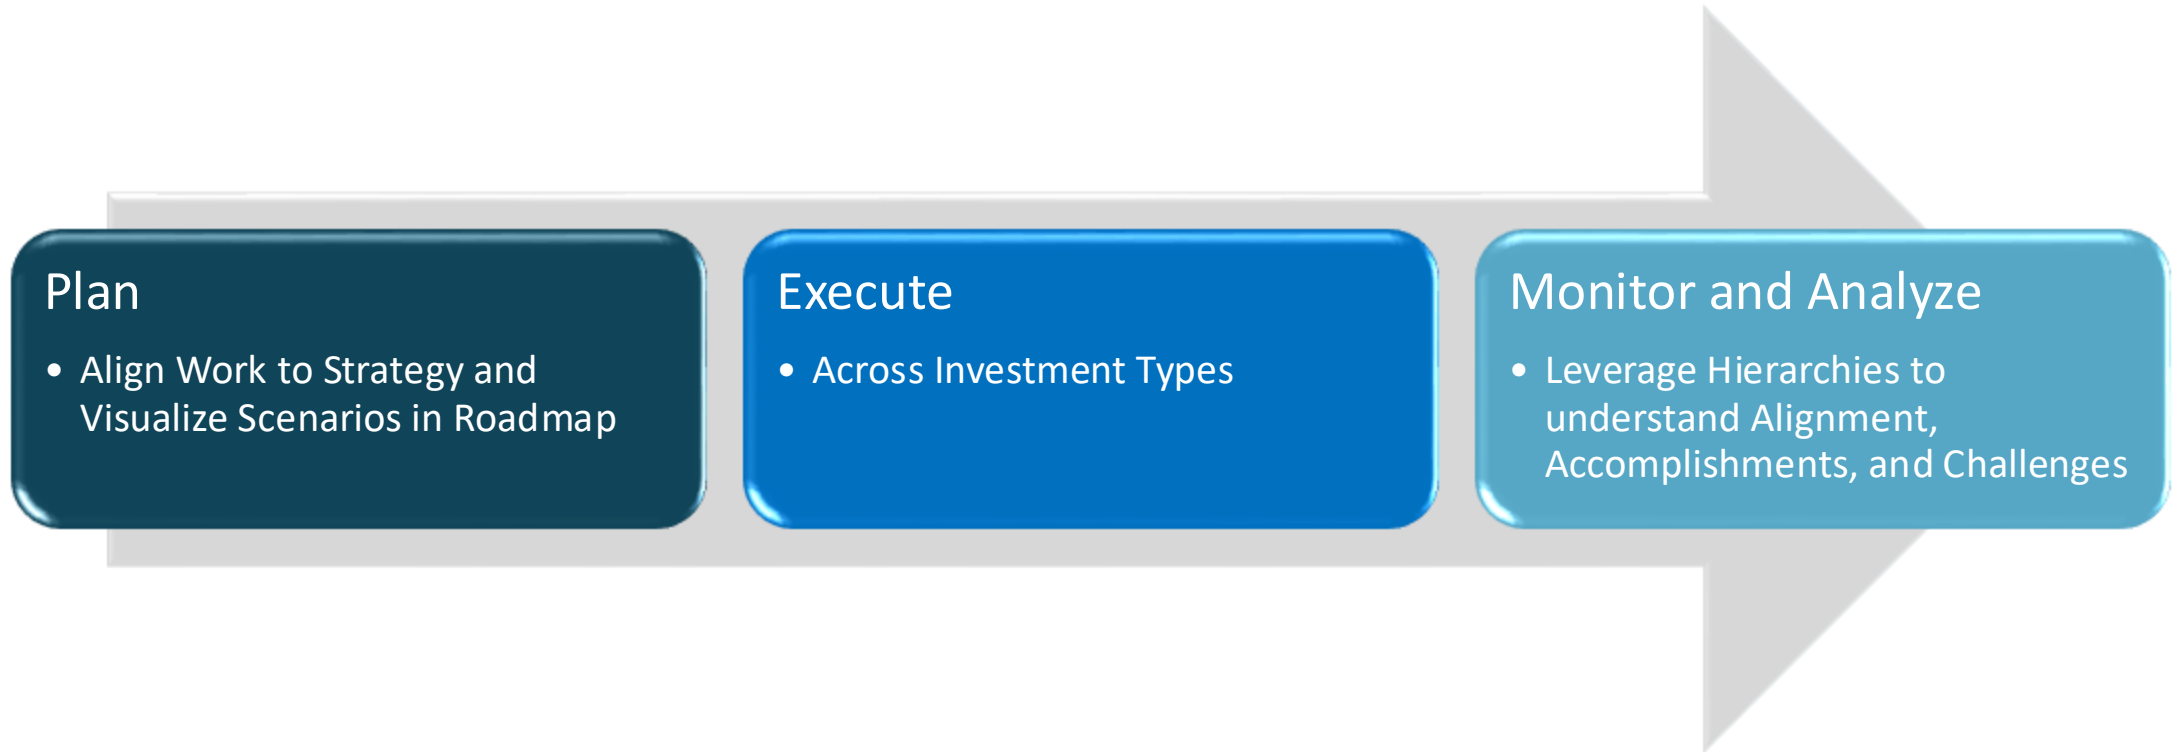 Plan
• Align Work to Strategy and
Visualize Scenarios in Roadmap
Execute
• Across Investment Types
Monitor and Analyze
• Leverage Hierarchies to
understand Alignment,
Accomplishments, and Challenges